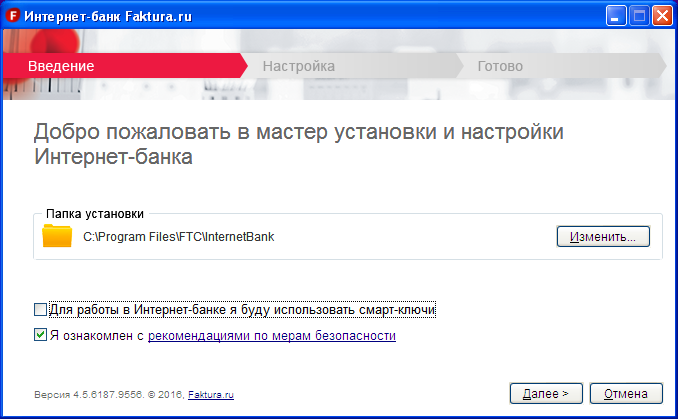 Интернет-банк Faktura.ru
Введение
Настройка
Готово
Добро пожаловать в мастер установки и настройки
Интернет-банка
Папка установки
C:\Program Files\FTC\InternetBank
Изменить...
Для работы в Интернет-банке я буду использовать смарт-ключи
Я ознакомлен с рекомендациями по мерам безопасности
Версия 4.5.6187.9556. © 2016, Faktura.ru
Далее >
Отмена